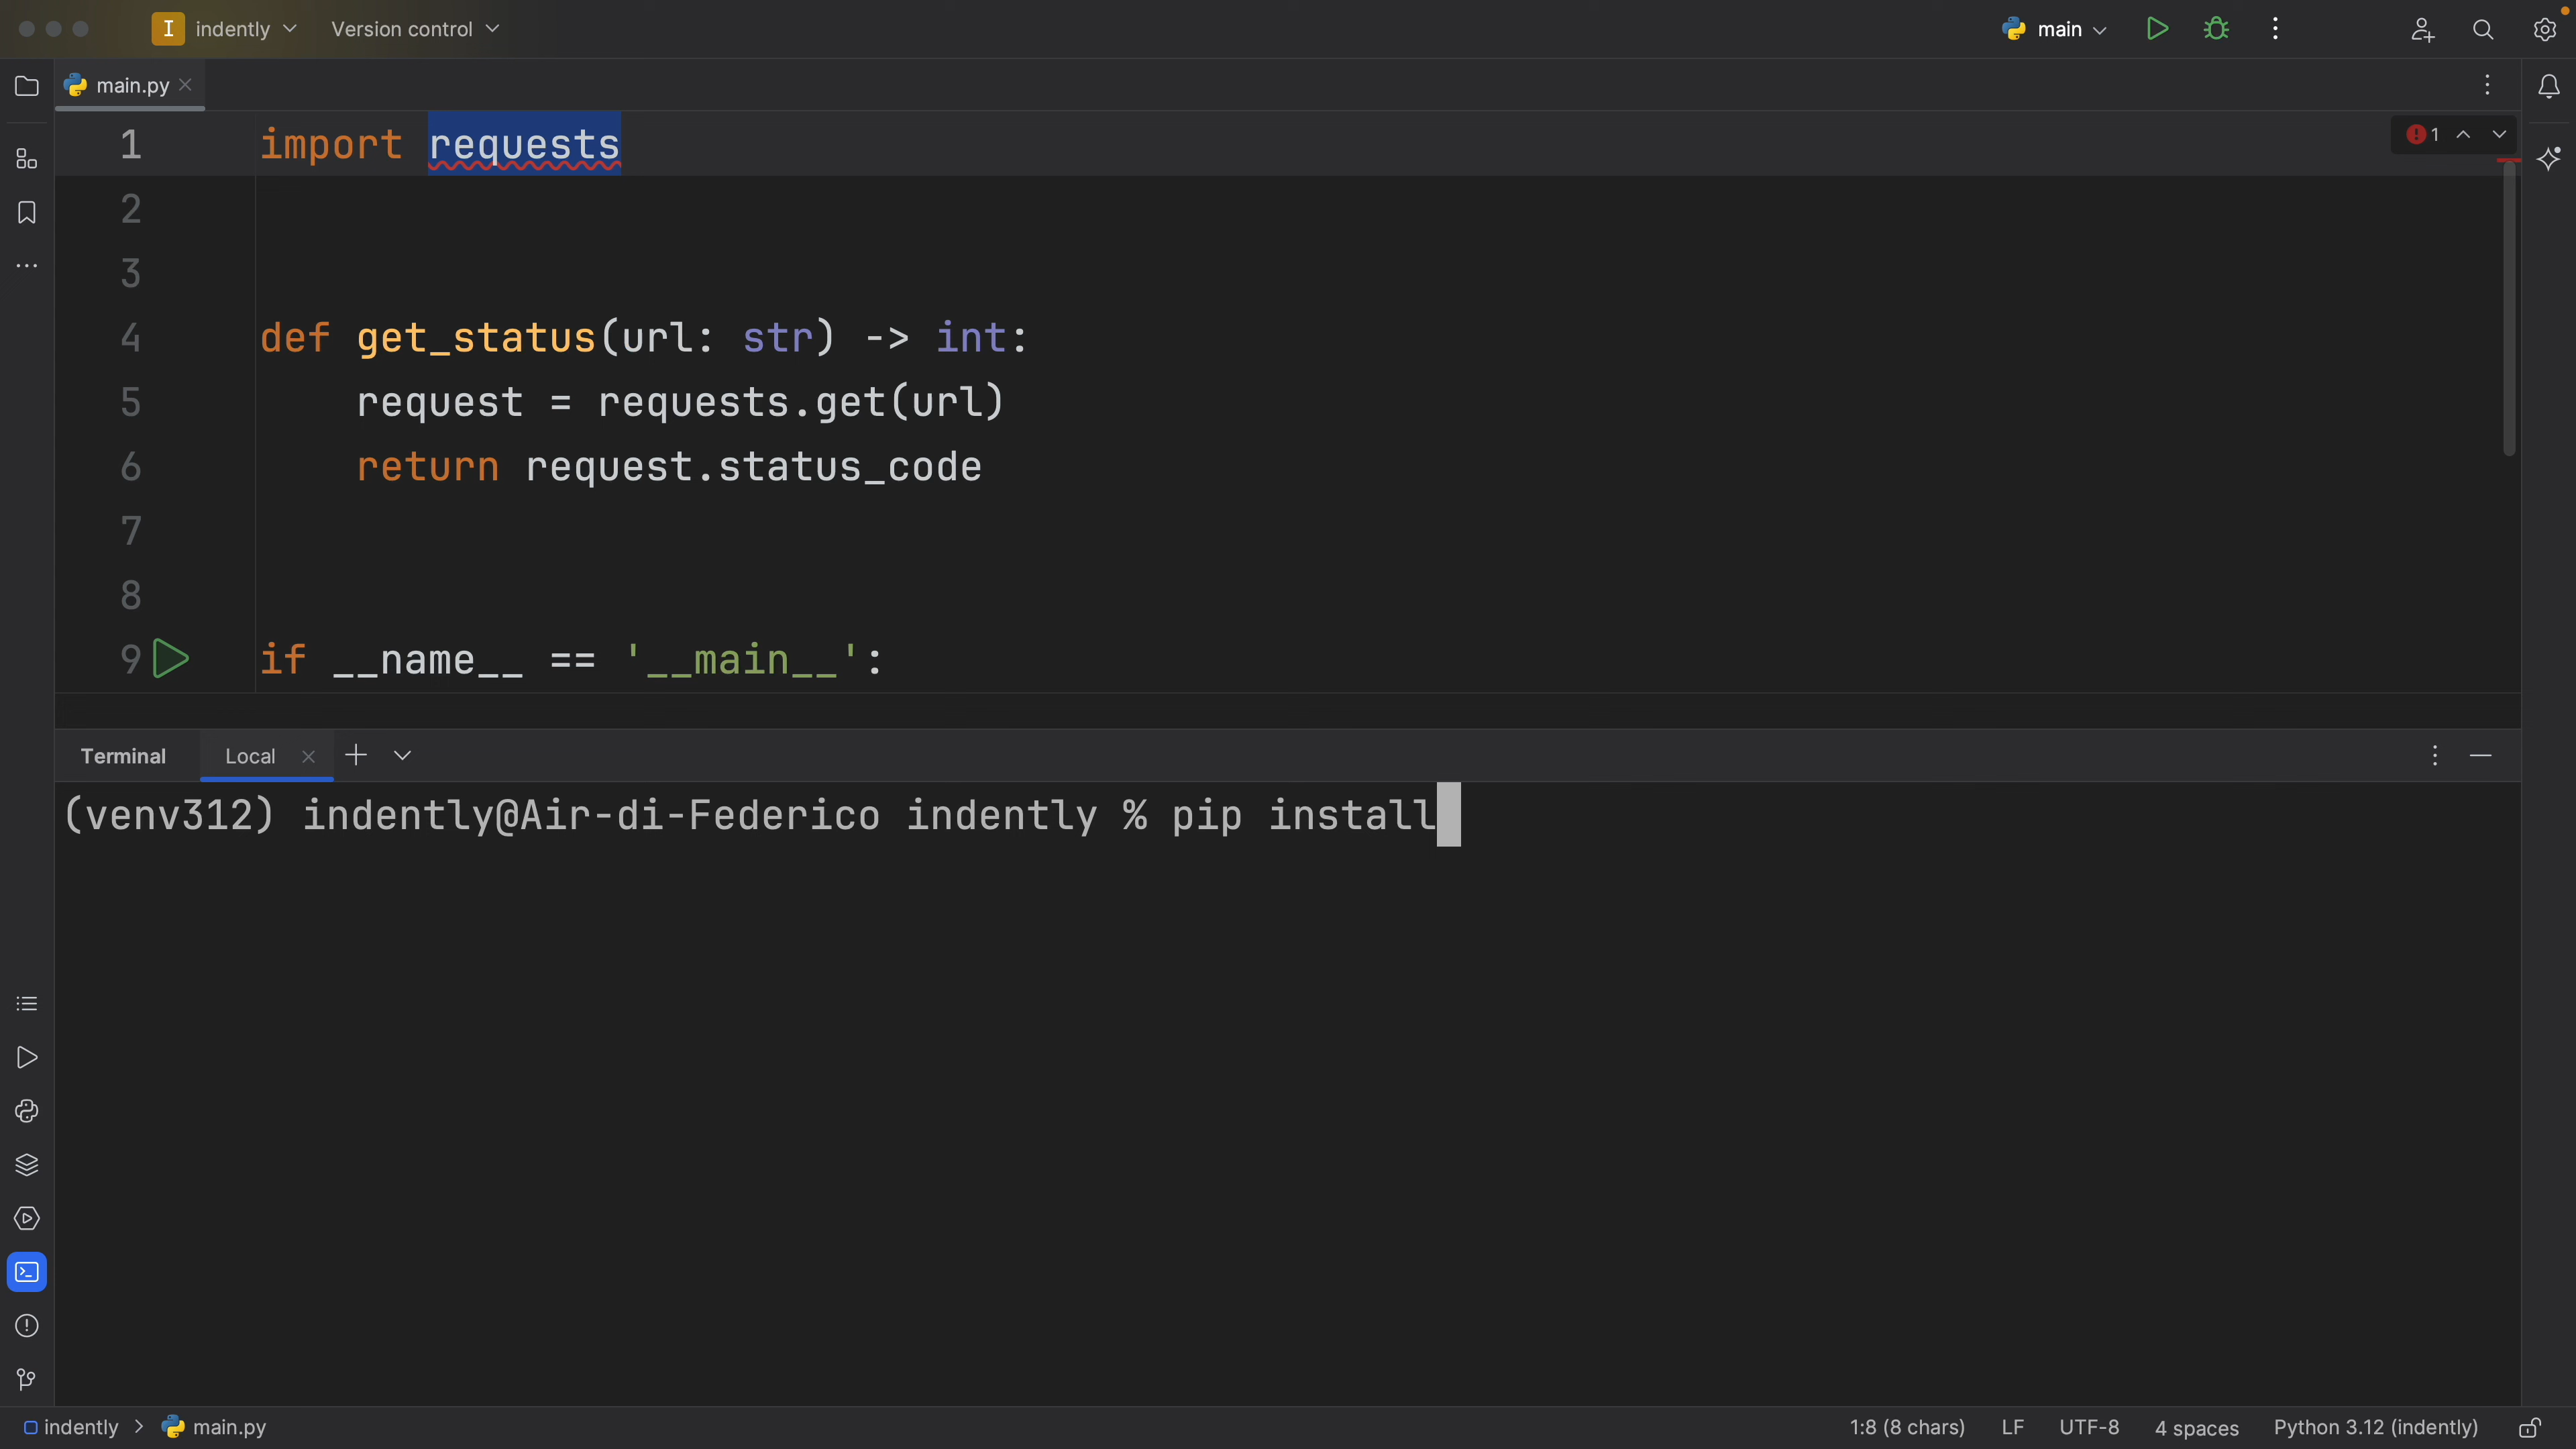 I indently Version control main
main.py
1 import requests
1
2
3
4 def get_status(url: str) -> int:
5 request = requests.get(url)
6 return request.status_code
7
8
9 if __name__ == '__main__':
Terminal Local
(venv312) indently@Air-di-Federico indently % pip install
indently > main.py 1:8 (8 chars) LF UTF-8 4 spaces Python 3.12 (indently)